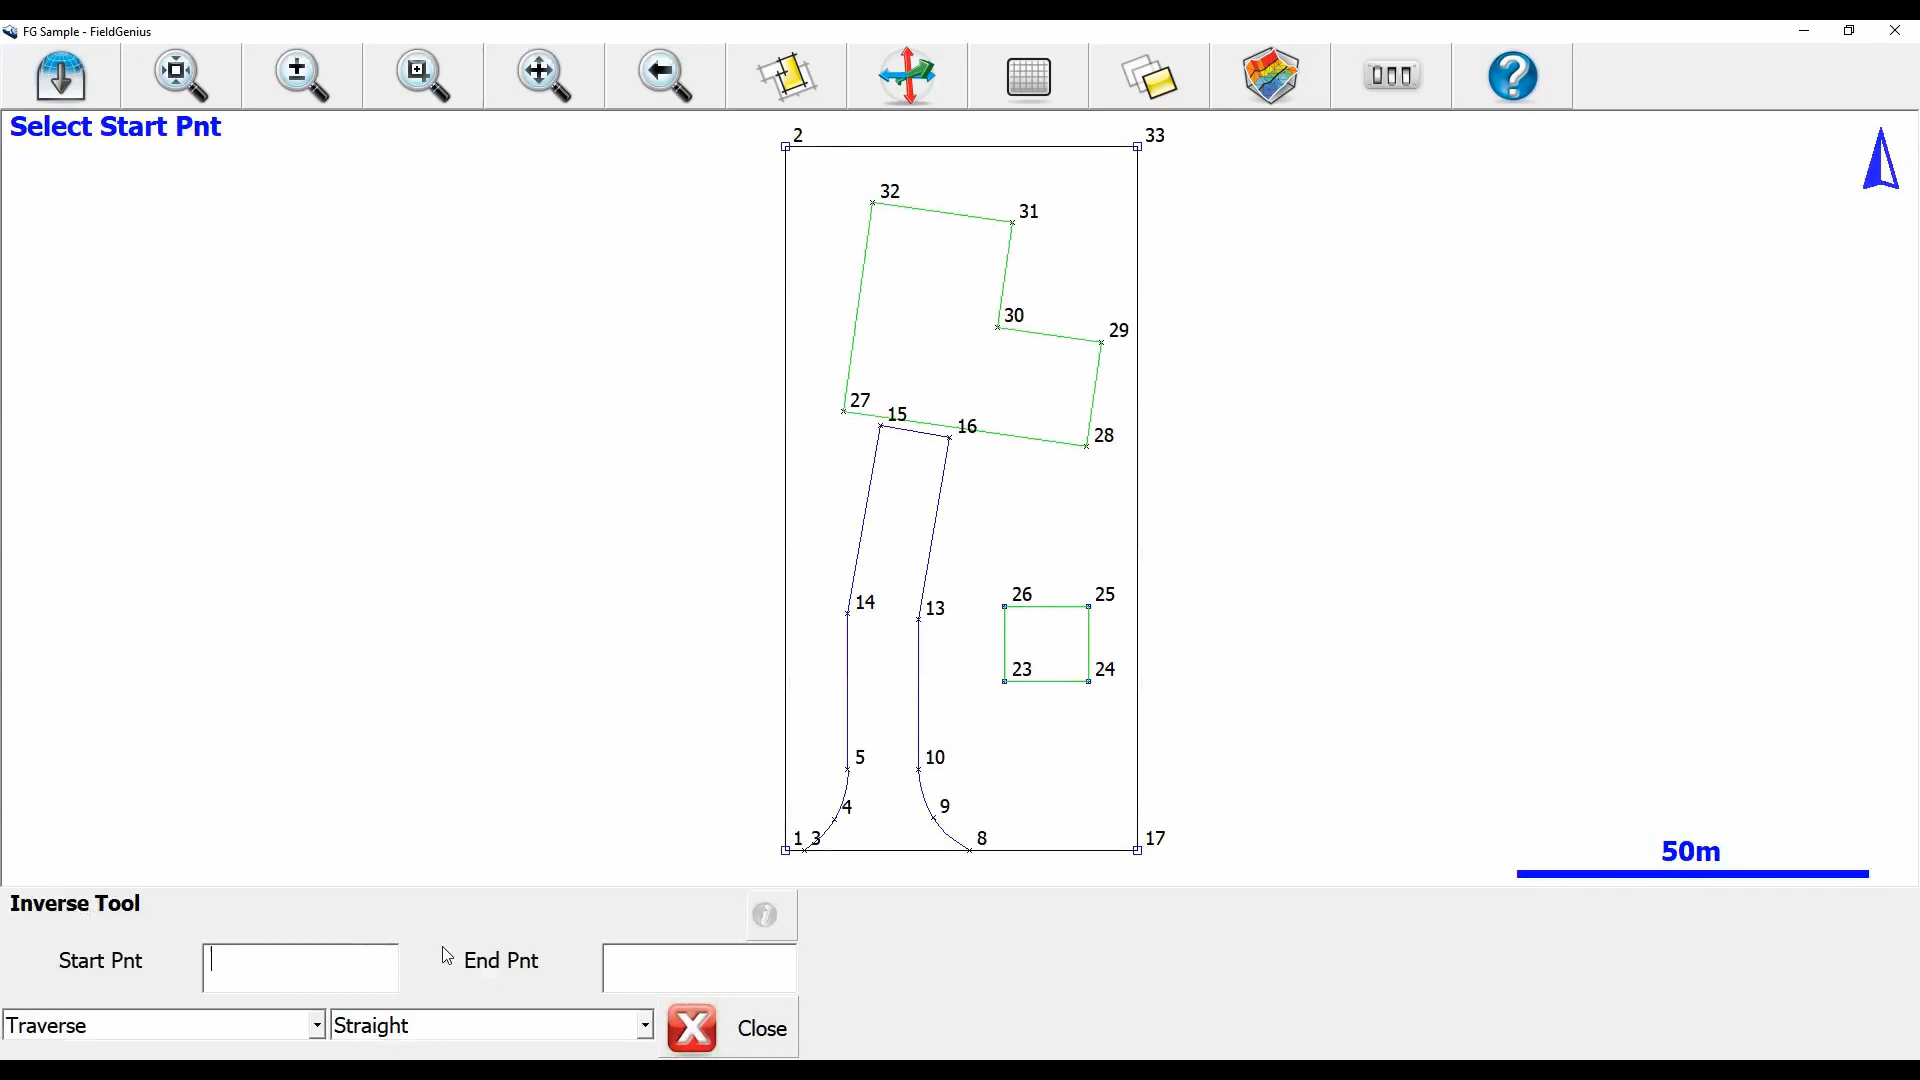 FG Sample - FieldGenius
Select Start Pnt
2
33
32
31
30
29
27
15
16
28
14
13
26
25
23
24
5
10
4
9
1
3
8
17
50m
Inverse Tool
Start Pnt
End Pnt
Traverse
Straight
Close